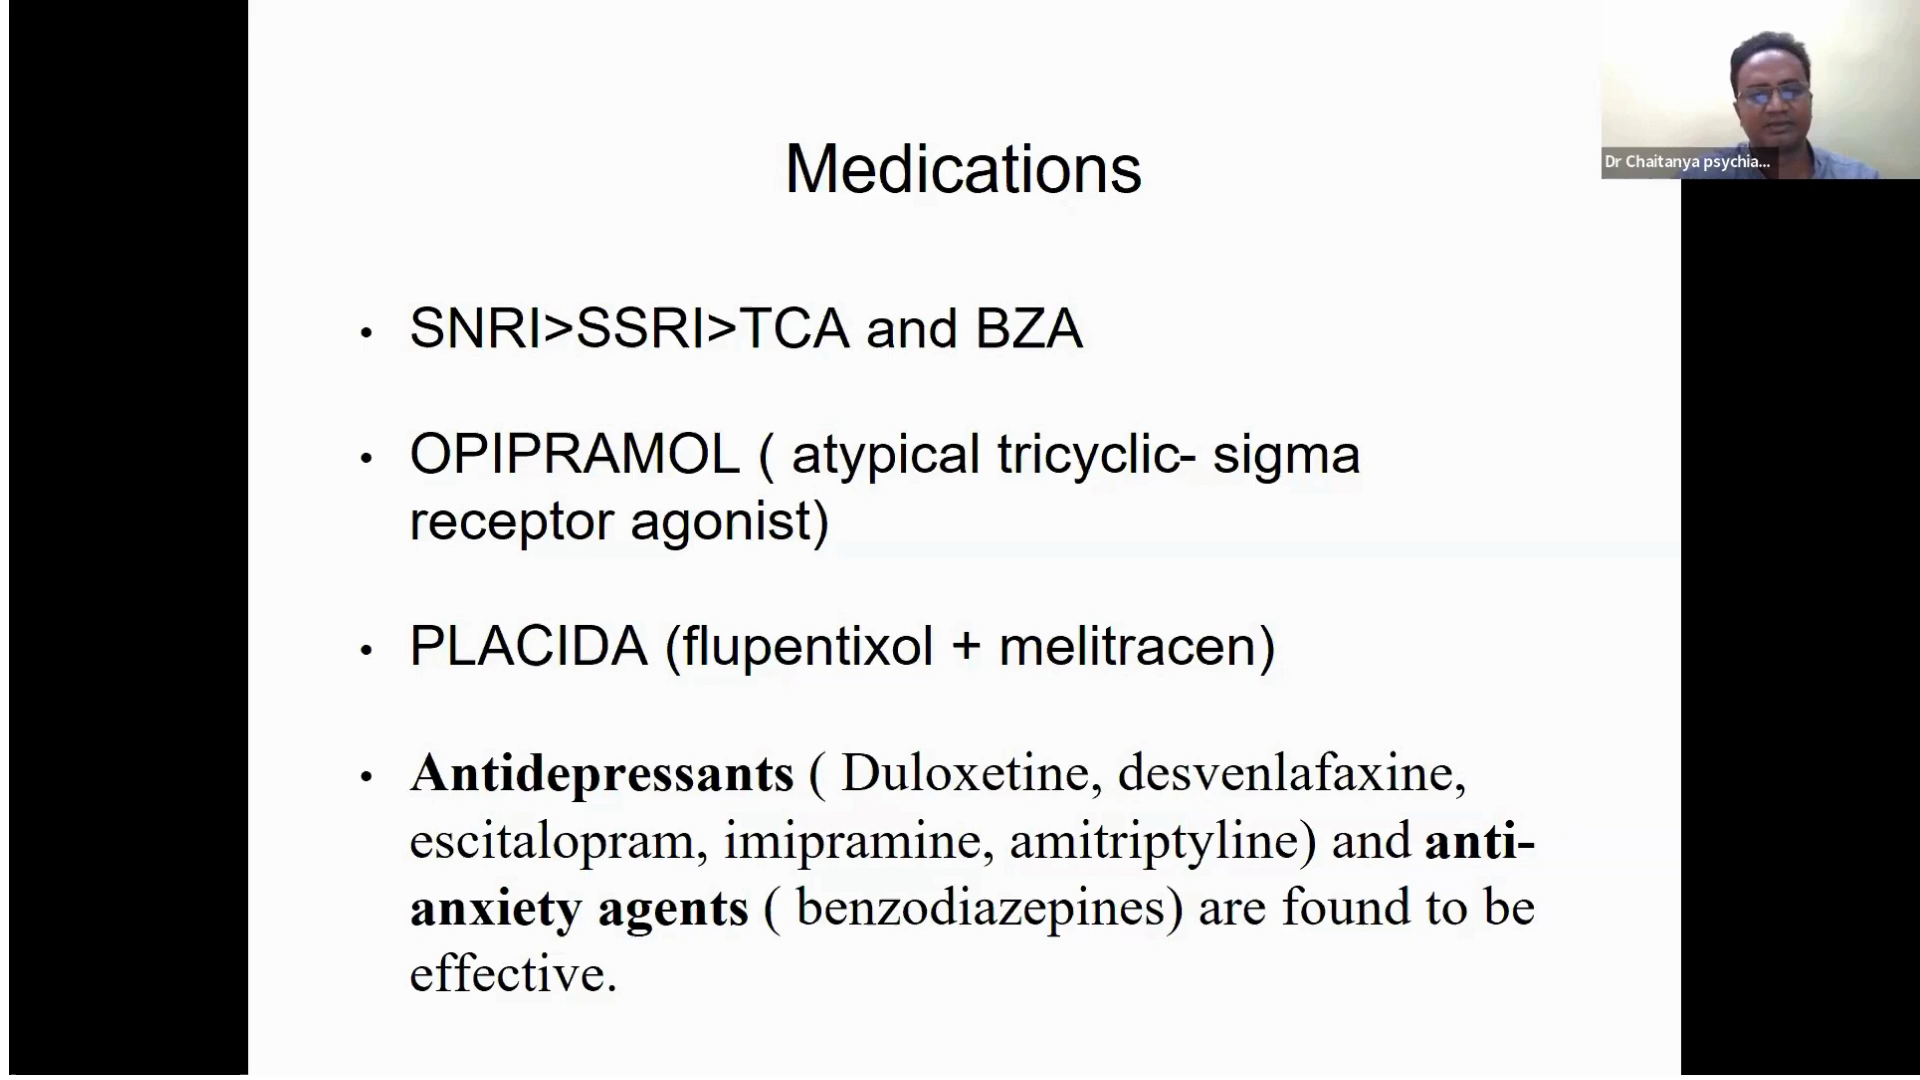 Medications
Dr Chaitanya psychia...
• SNRI>SSRI>TCA and BZA
• OPIPRAMOL ( atypical tricyclic- sigma
receptor agonist)
• PLACIDA (flupentixol + melitracen)
• Antidepressants ( Duloxetine, desvenlafaxine,
escitalopram, imipramine, amitriptyline) and anti-
anxiety agents ( benzodiazepines) are found to be
effective.